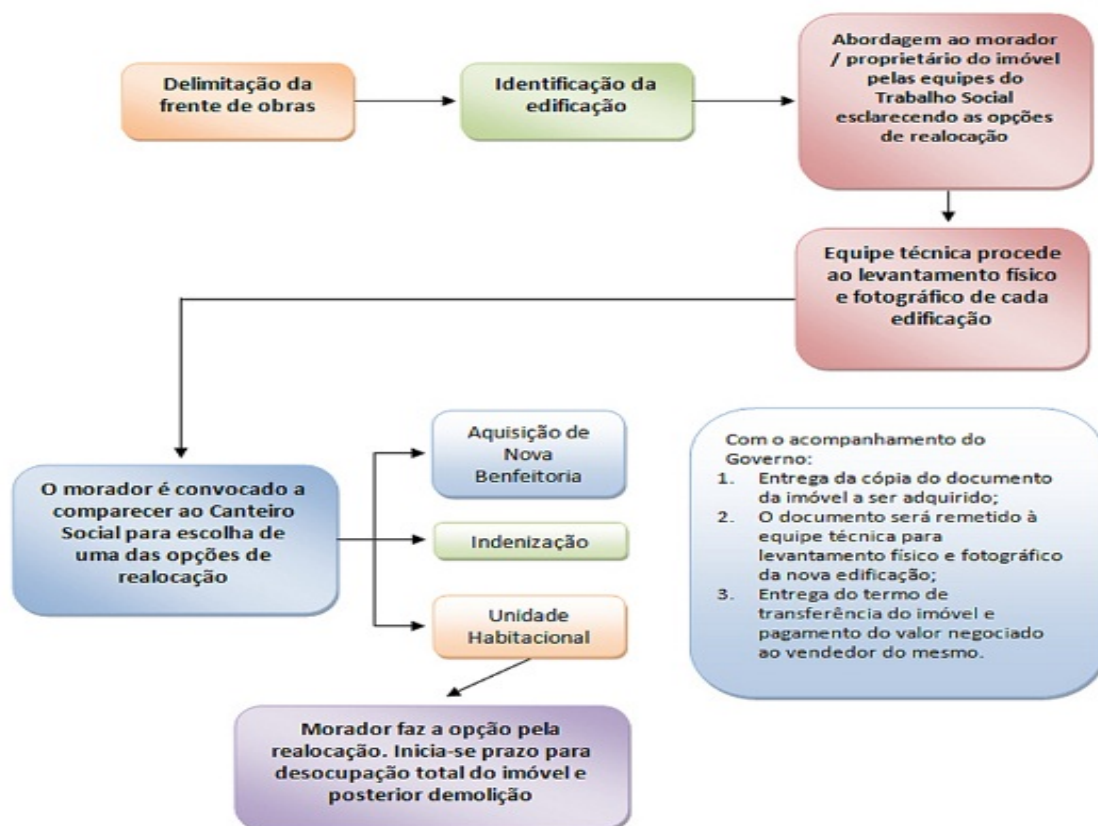 Delimitação da
frente de obras
Identificação da
edificação
Abordagem ao morador
/ proprietário do imóvel
pelas equipes do
Trabalho Social
esclarecendo as opções
de realocação
Equipe técnica procede
ao levantamento físico
e fotográfico de cada
edificação
O morador é convocado a
comparecer ao Canteiro
Social para escolha de
uma das opções de
realocação
Aquisição de
Nova
Benfeitoria
Indenização
Unidade
Habitacional
Com o acompanhamento do
Governo:
1. Entrega da cópia do documento
da imóvel a ser adquirido;
2. O documento será remetido à
equipe técnica para
levantamento físico e fotográfico
da nova edificação;
3. Entrega do termo de
transferência do imóvel e
pagamento do valor negociado
ao vendedor do mesmo.
Morador faz a opção pela
realocação. Inicia-se prazo para
desocupação total do imóvel e
posterior demolição